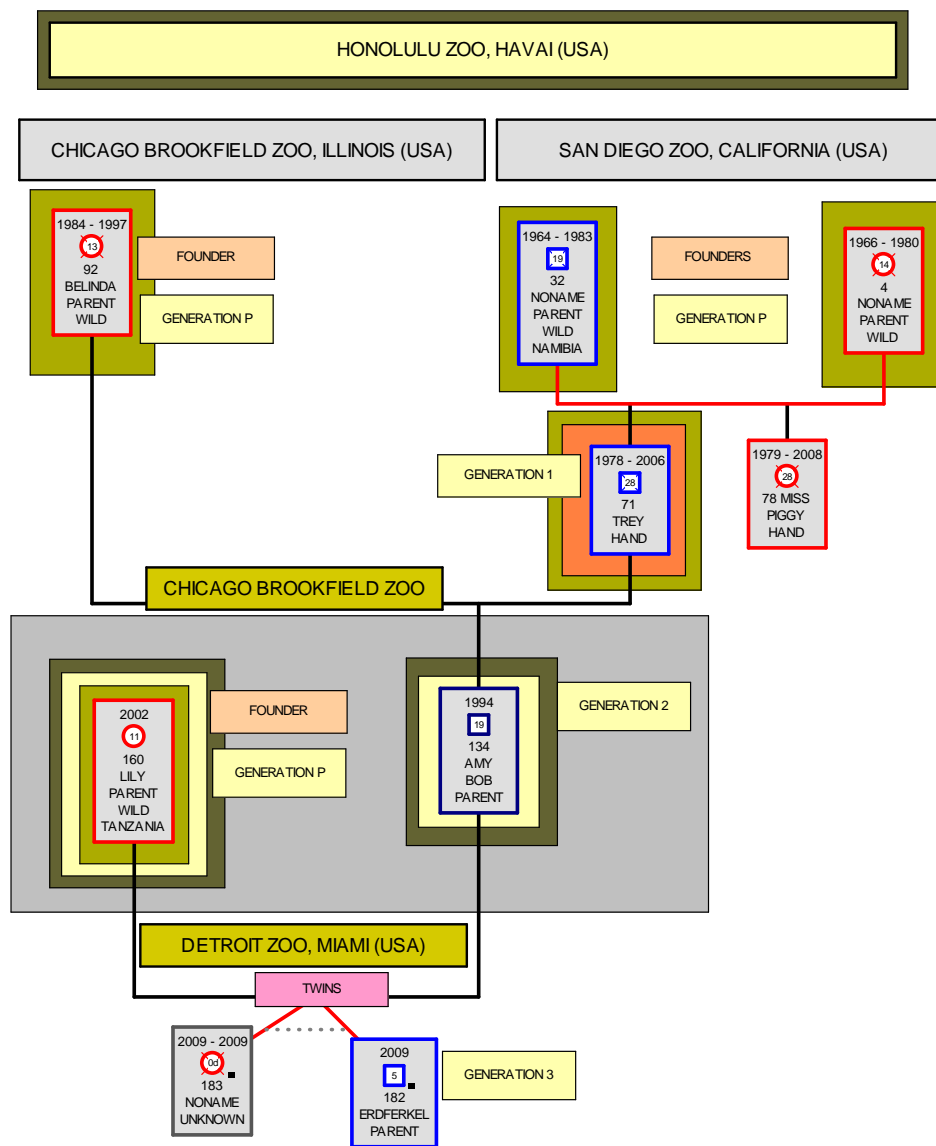 HONOLULU ZOO, HAVAI (USA)
CHICAGO BROOKFIELD ZOO, ILLINOIS (USA)
SAN DIEGO ZOO, CALIFORNIA (USA)
1984 - 1997
13
92
BELINDA
PARENT
WILD
FOUNDER
GENERATION P
1964 - 1983
19
32
NONAME
PARENT
WILD
NAMIBIA
FOUNDERS
GENERATION P
1966 - 1980
14
4
NONAME
PARENT
WILD
GENERATION 1
1978 - 2006
28
71
TREY
HAND
1979 - 2008
28
78 MISS
PIGGY
HAND
CHICAGO BROOKFIELD ZOO
2002
11
160
LILY
PARENT
WILD
TANZANIA
FOUNDER
GENERATION P
1994
19
134
AMY
BOB
PARENT
GENERATION 2
DETROIT ZOO, MIAMI (USA)
TWINS
2009 - 2009
0d
183
NONAME
UNKNOWN
2009
5
182
ERDFERKEL
PARENT
GENERATION 3